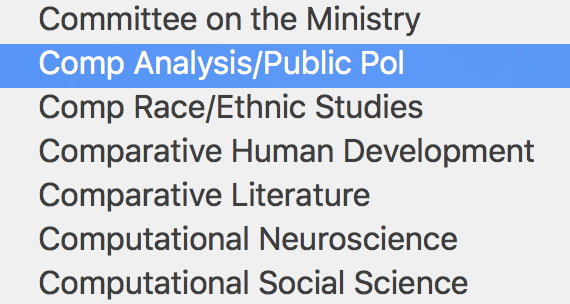 Committee on the Ministry
Comp Analysis/Public Pol
Comp Race/Ethnic Studies
Comparative Human Development
Comparative Literature
Computational Neuroscience
Computational Social Science